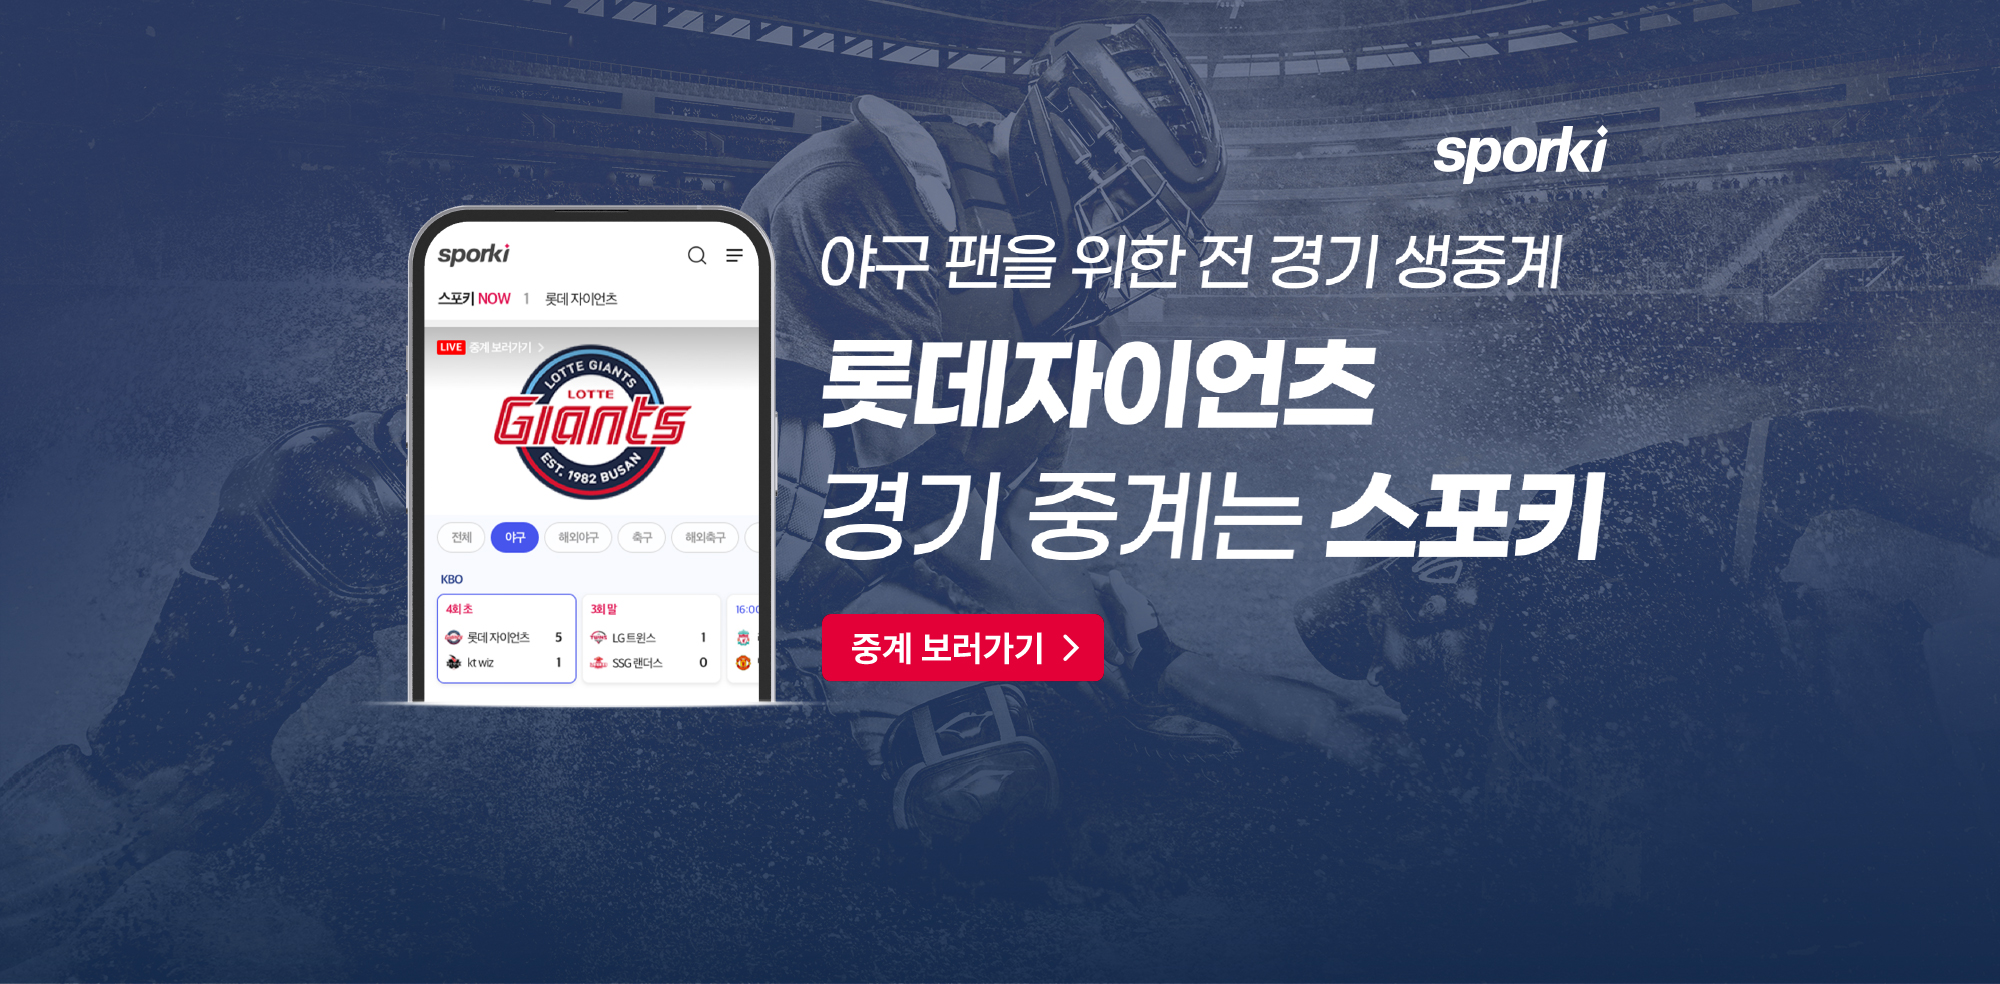 sporki
야구 팬을 위한 전 경기 생중계
롯데자이언츠
경기 중계는 스포키
중계 보러가기
sporki
스포키 NOW 1 롯데 자이언츠
LIVE 중계 보러가기
LOTTE GIANTS
LOTTE
Giants
EST. 1982 BUSAN
전체 야구 해외야구 축구 해외축구
KBO
4회초
롯데 자이언츠 5
kt wiz 1
3회말
LG 트윈스 1
SSG 랜더스 0
16:00